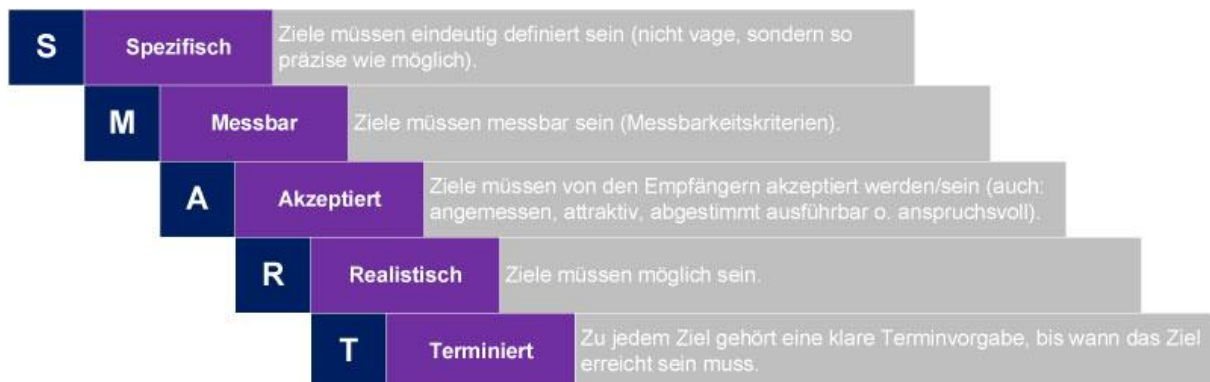 S
Spezifisch
Ziele müssen eindeutig definiert sein (nicht vage, sondern so
präzise wie möglich).
M
Messbar
Ziele müssen messbar sein (Messbarkeitskriterien).
A
Akzeptiert
Ziele müssen von den Empfängern akzeptiert werden/sein (auch:
angemessen, attraktiv, abgestimmt ausführbar o. anspruchsvoll).
R
Realistisch
Ziele müssen möglich sein.
T
Terminiert
Zu jedem Ziel gehört eine klare Terminvorgabe, bis wann das Ziel
erreicht sein muss.